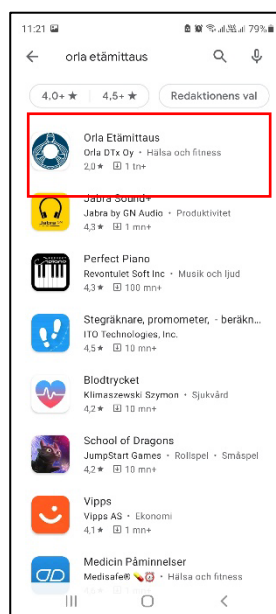 11:21
79%
orla etämittaus
4,0+ ★
4,5+ ★
Redaktionens val
Orla Etämittaus
Orla DTx Oy • Hälsa och fitness
2,0★ 1 tn+
Jabra Sound+
Jabra by GN Audio • Produktivitet
4,3★ 1 mn+
Perfect Piano
Revontulet Soft Inc • Musik och ljud
4,3★ 100 mn+
Stegräknare, promometer, - beräkn...
ITO Technologies, Inc.
4,5★ 10 mn+
Blodtrycket
Klimaszewski Szymon • Sjukvård
4,2★ 10 mn+
School of Dragons
JumpStart Games • Rollspel • Småspel
4,2★ 10 mn+
Vipps
Vipps AS • Ekonomi
4,1★ 1 mn+
Medicin Påminnelser
Medisafe® 💊⏰ • Hälsa och fitness